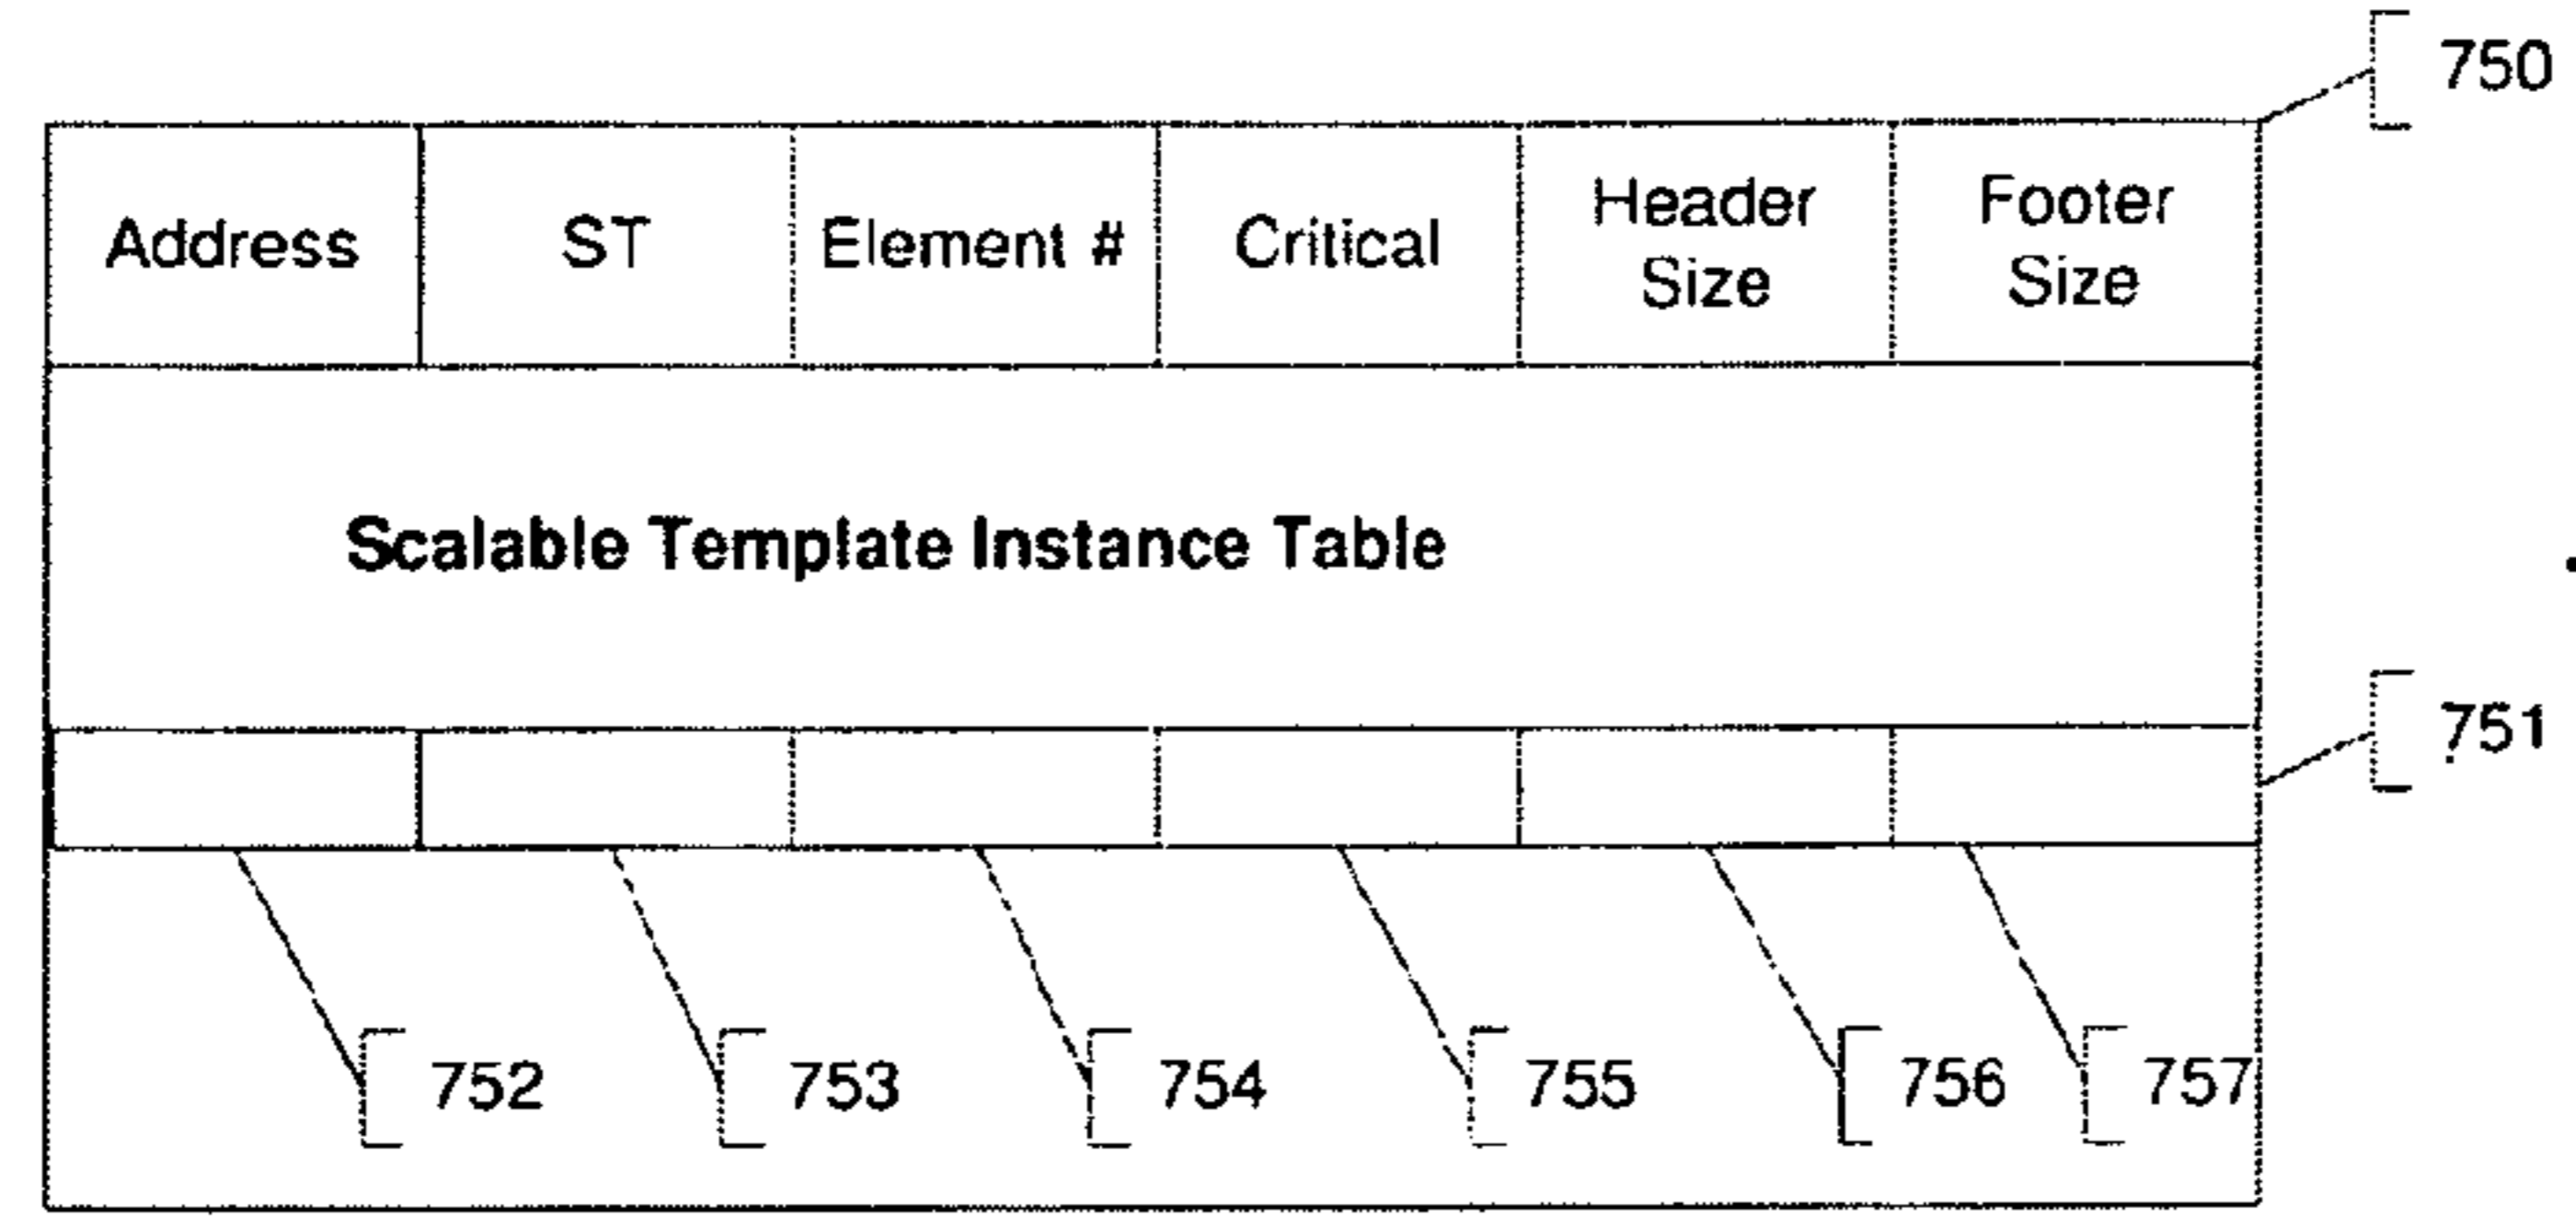 750
Address ST Element # Critical Header Size Footer Size
Scalable Template Instance Table
751
752 753 754 755 756 757